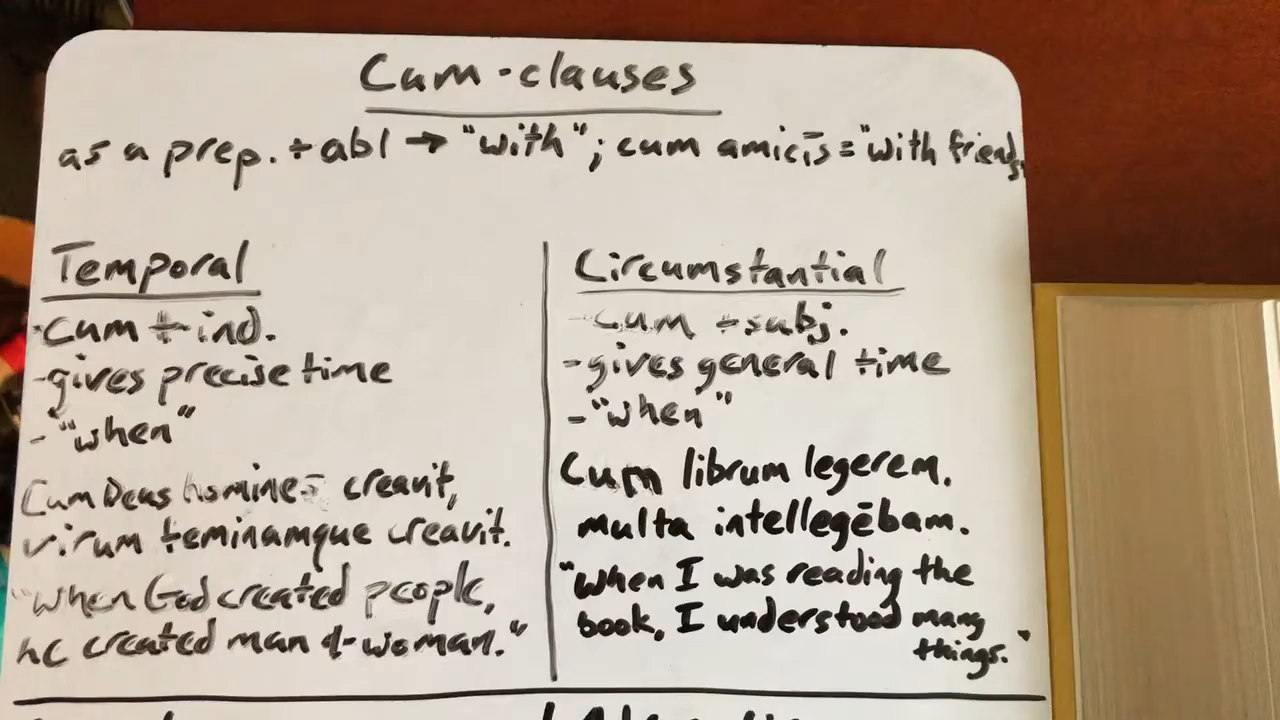 Cum-clauses
as a prep. + abl → "with"; cum amicīs = "with friends
Temporal
-Cum + ind.
-gives precise time
- "when"
Cum Deus homines creavit,
virum feminamque creavit.
"when God created people,
he created man & woman."
Circumstantial
-cum + subj.
-gives general time
- "when"
Cum librum legerem,
multa intellegēbam.
"when I was reading the
book, I understood many
things."